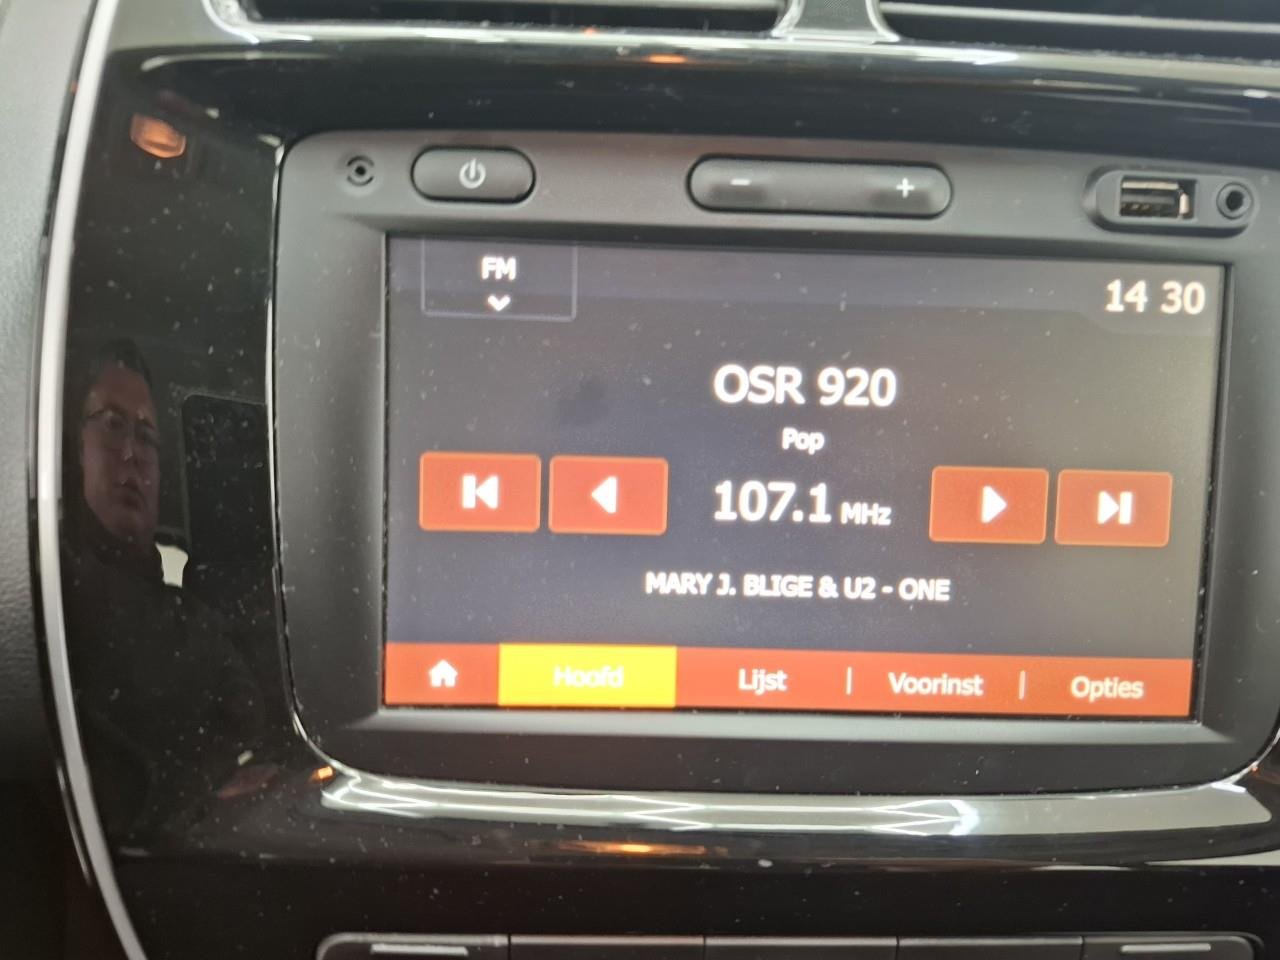 FM
14 30
OSR 920
Pop
107.1 MHz
MARY J. BLIGE & U2 - ONE
Hoofd Lijst Voorinst Opties